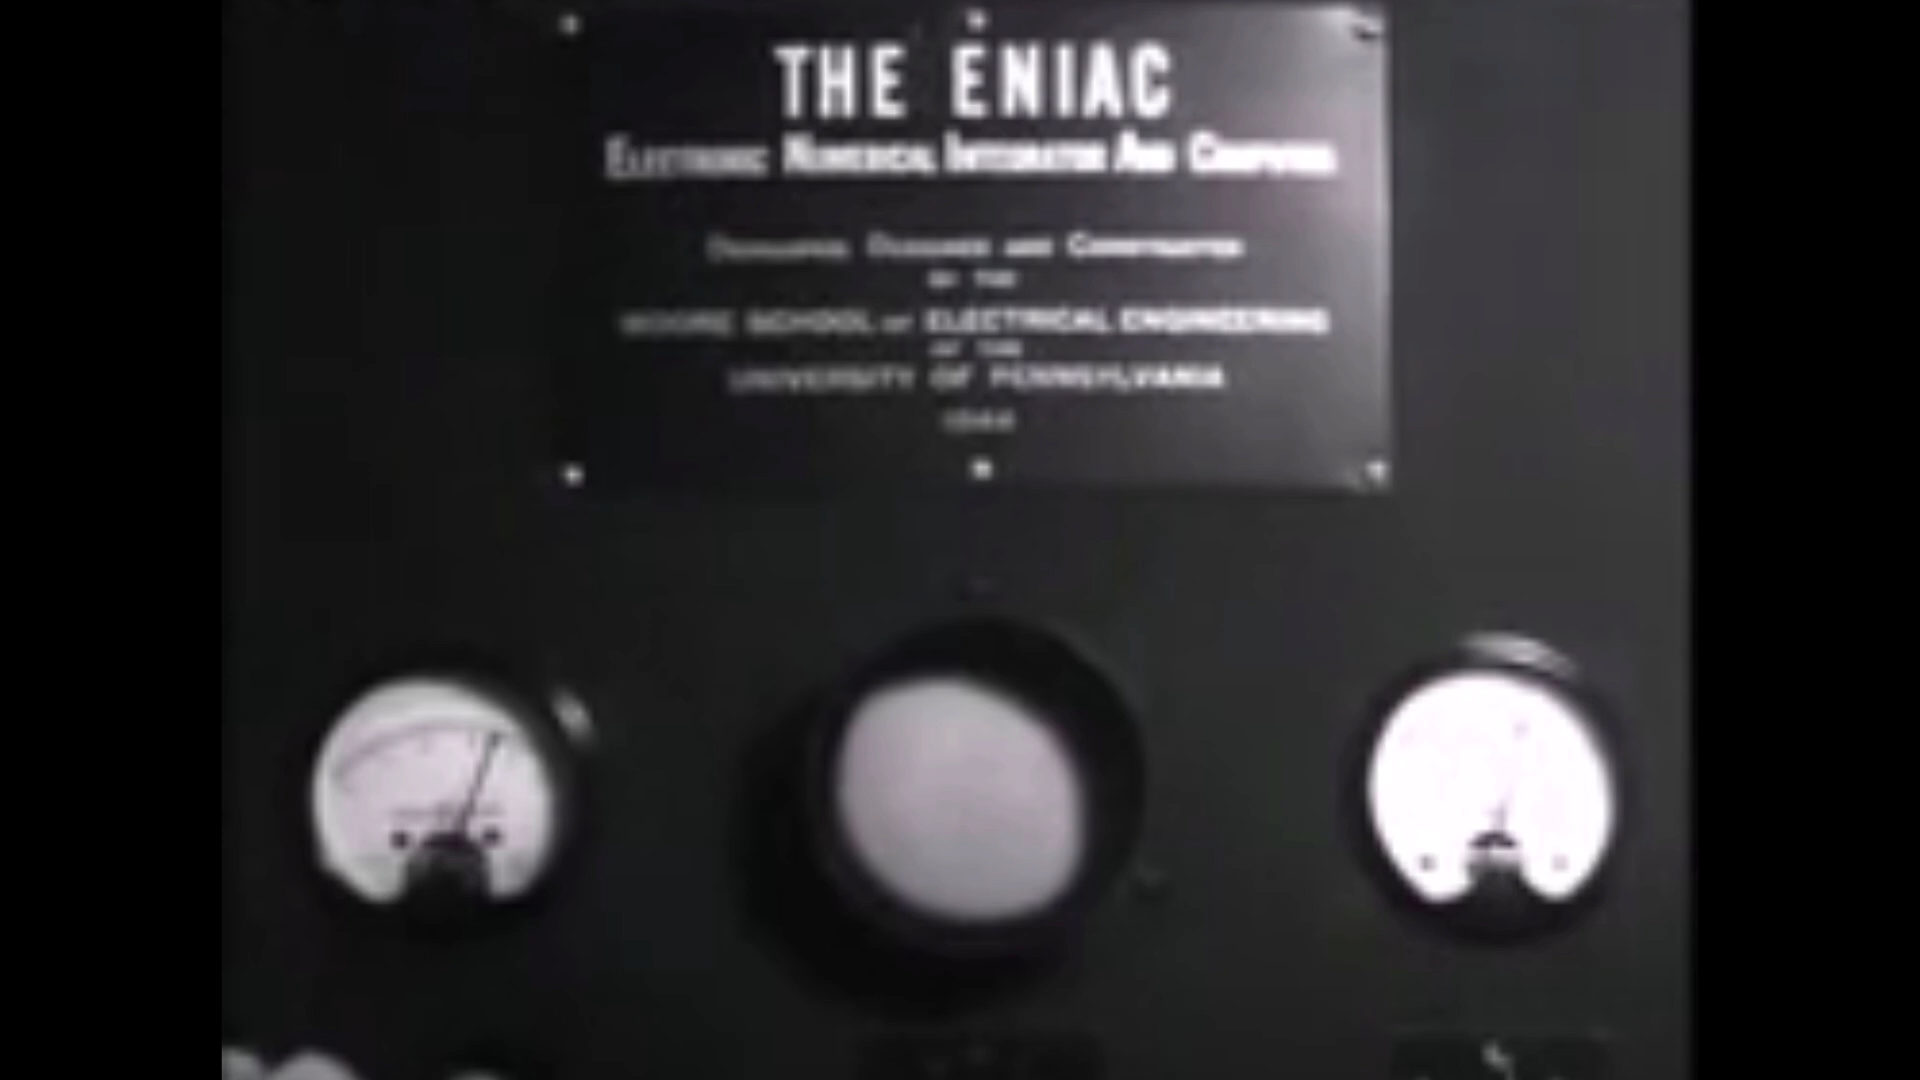 THE ENIAC
ELECTRONIC NUMERICAL INTEGRATOR AND COMPUTER
DEVELOPED DESIGNED AND CONSTRUCTED
BY THE
MOORE SCHOOL OF ELECTRICAL ENGINEERING
OF THE
UNIVERSITY OF PENNSYLVANIA